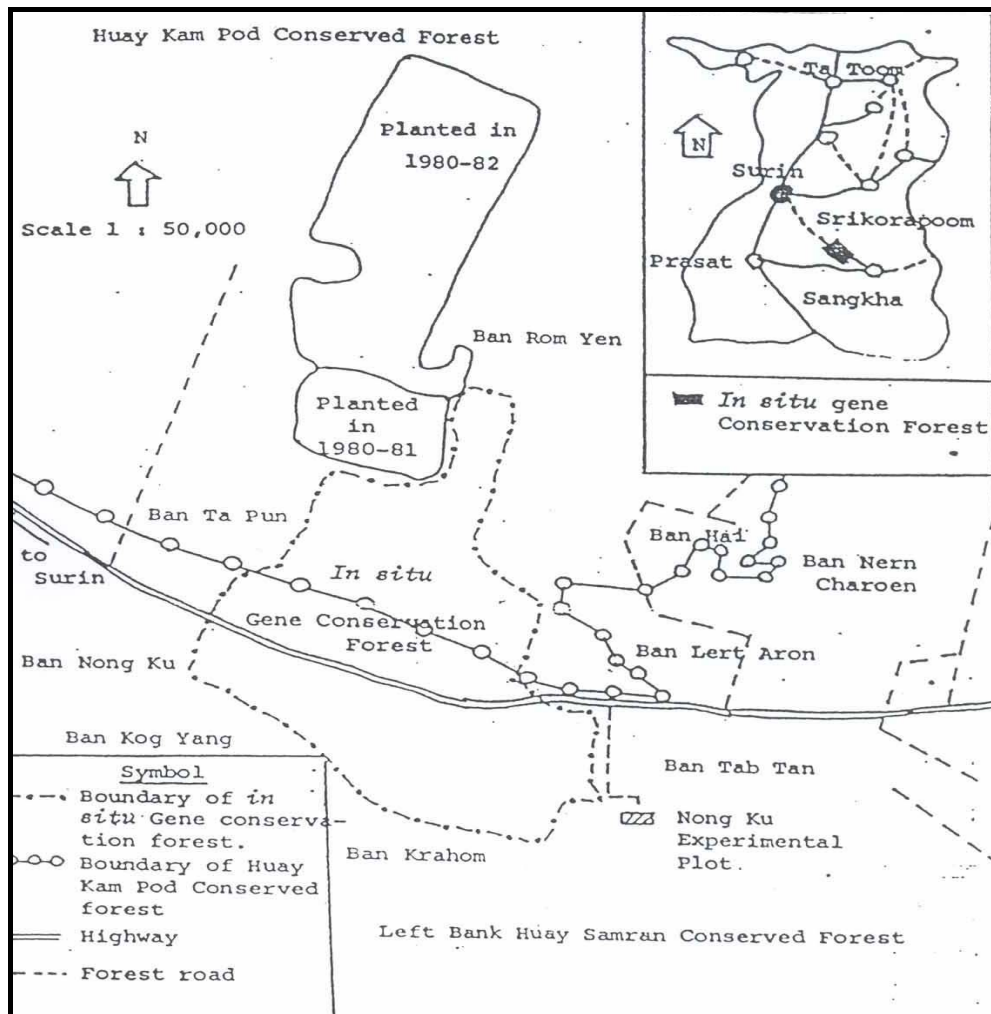 Huay Kam Pod Conserved Forest
N
Scale 1 : 50,000
Planted in
1980-82
Ban Rom Yen
Planted
in
1980-81
Ta Toom
N
Surin
Srikorapoom
Prasat
Sangkha
In situ gene
Conservation Forest
Ban Ta Pun
to
Surin
In situ
Gene Conservation
Forest
Ban Hai
Ban Nern
Charoen
Ban Lert Aron
Ban Nong Ku
Ban Kog Yang
Ban Tab Tan
Nong Ku
Experimental
Plot.
Ban Krahom
Left Bank Huay Samran Conserved Forest
Symbol
Boundary of in
situ Gene conserva-
tion forest.
Boundary of Huay
Kam Pod Conserved
forest
Highway
Forest road